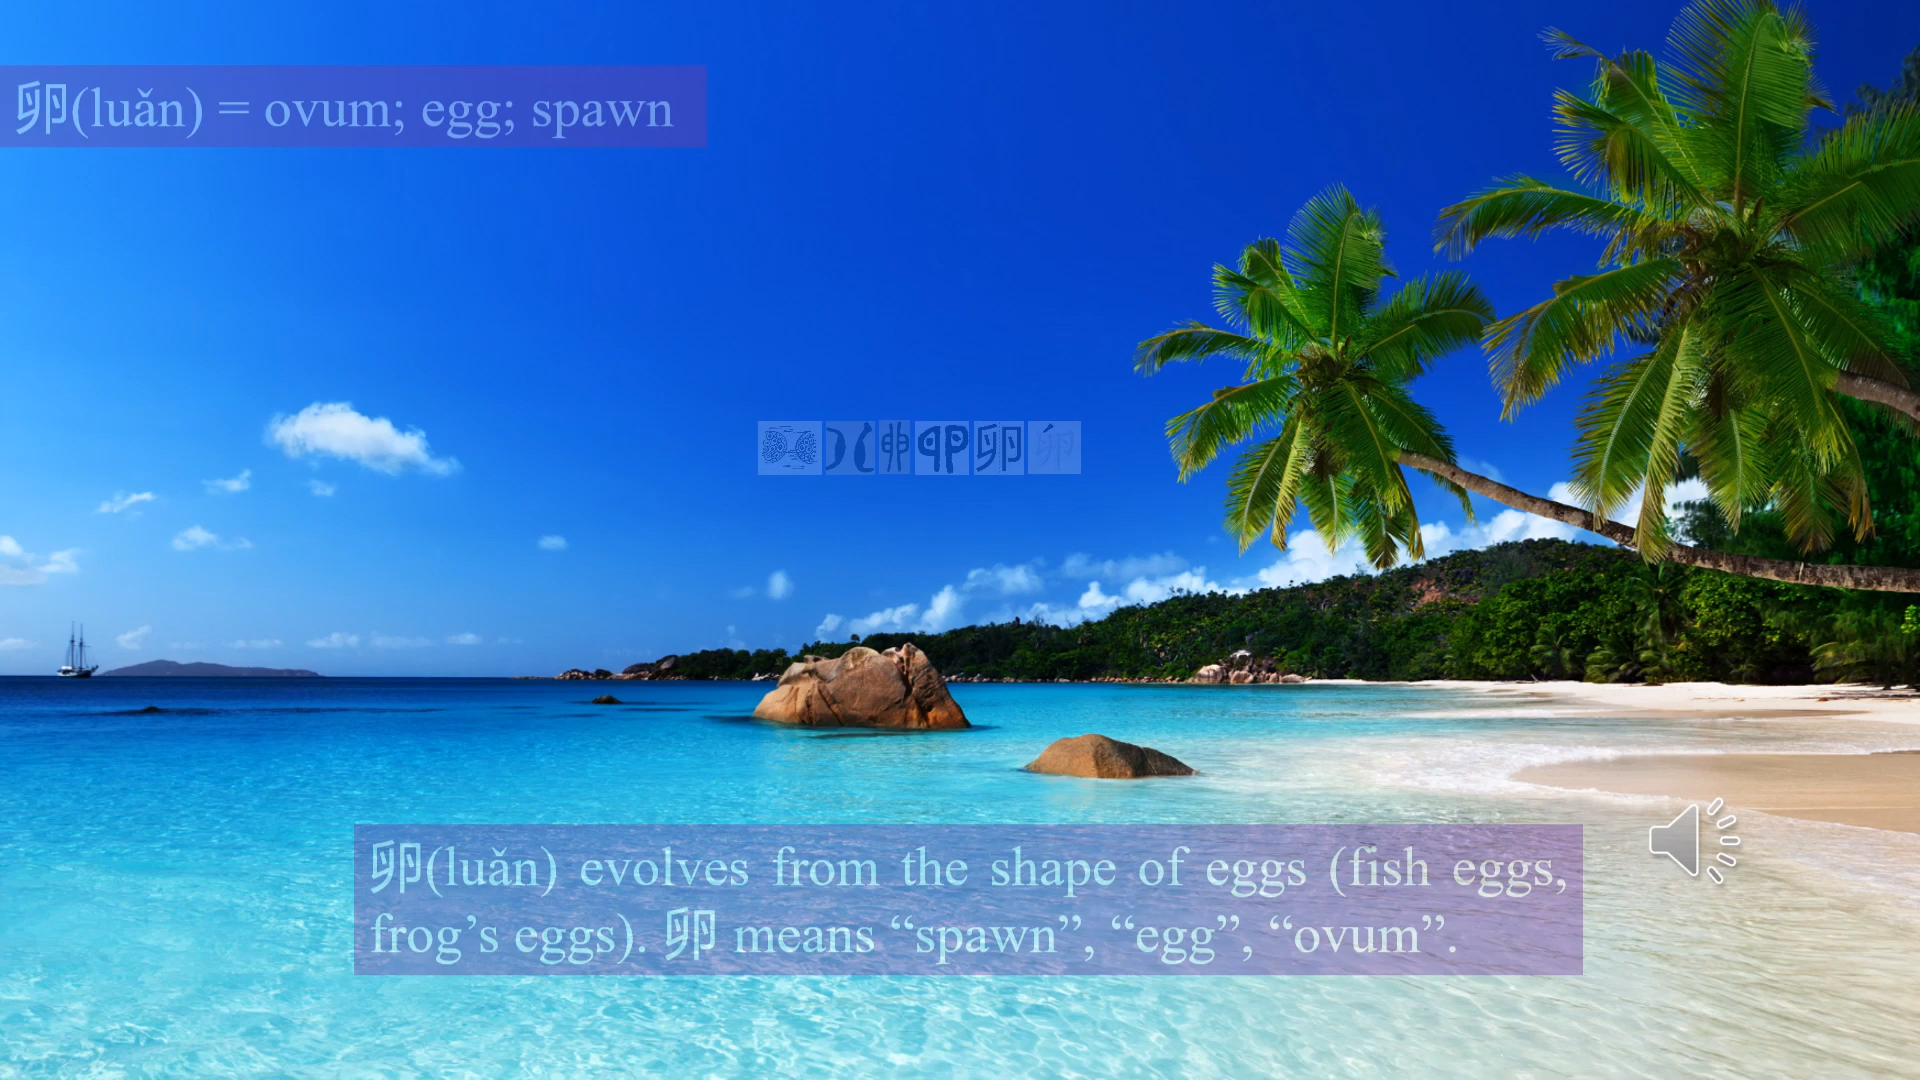 卵(luǎn) = ovum; egg; spawn
卵
卵(luǎn) evolves from the shape of eggs (fish eggs,
frog’s eggs). 卵 means “spawn”, “egg”, “ovum”.